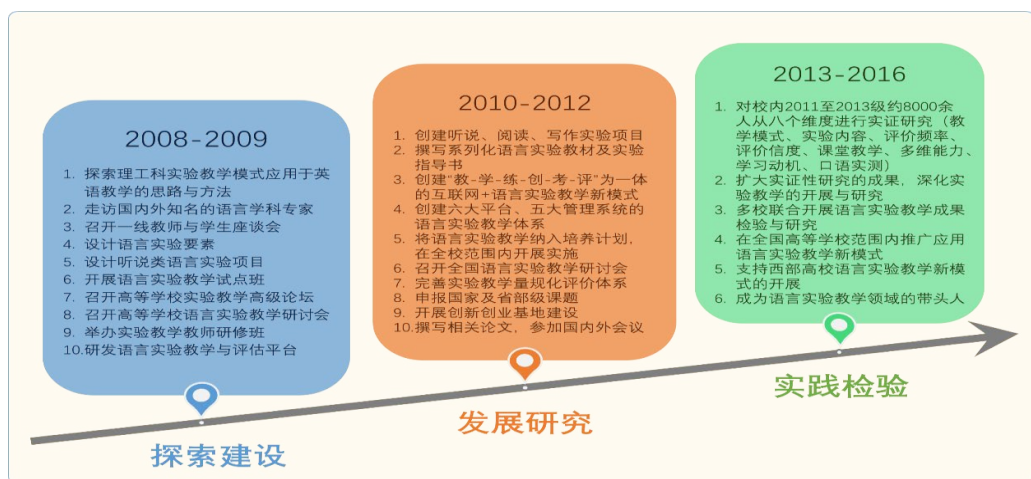 2008-2009
1. 探索理工科实验教学模式应用于英
语教学的思路与方法
2. 走访国内外知名的语言学科专家
3. 召开一线教师与学生座谈会
4. 设计语言实验要素
5. 设计听说类语言实验项目
6. 开展语言实验教学试点班
7. 召开高等学校实验教学高级论坛
8. 召开高等学校语言实验教学研讨会
9. 举办实验教学教师研修班
10.研发语言实验教学与评估平台
探索建设
2010-2012
1. 创建听说、阅读、写作实验项目
2. 撰写系列化语言实验教材及实验
指导书
3. 创建“教-学-练-创-考-评”为一体
的互联网+语言实验教学新模式
4. 创建六大平台、五大管理系统的
语言实验教学体系
5. 将语言实验教学纳入培养计划，
在全校范围内开展实施
6. 召开全国语言实验教学研讨会
7. 完善实验教学量规化评价体系
8. 申报国家及省部级课题
9. 开展创新创业基地建设
10.撰写相关论文，参加国内外会议
发展研究
2013-2016
1. 对校内2011至2013级约8000余
人从八个维度进行实证研究（教
学模式、实验内容、评价频率、
评价信度、课堂教学、多维能力、
学习动机、口语实测）
2. 扩大实证性研究的成果，深化实
验教学的开展与研究
3. 多校联合开展语言实验教学成果
检验与研究
4. 在全国高等学校范围内推广应用
语言实验教学新模式
5. 支持西部高校语言实验教学新模
式的开展
6. 成为语言实验教学领域的带头人
实践检验